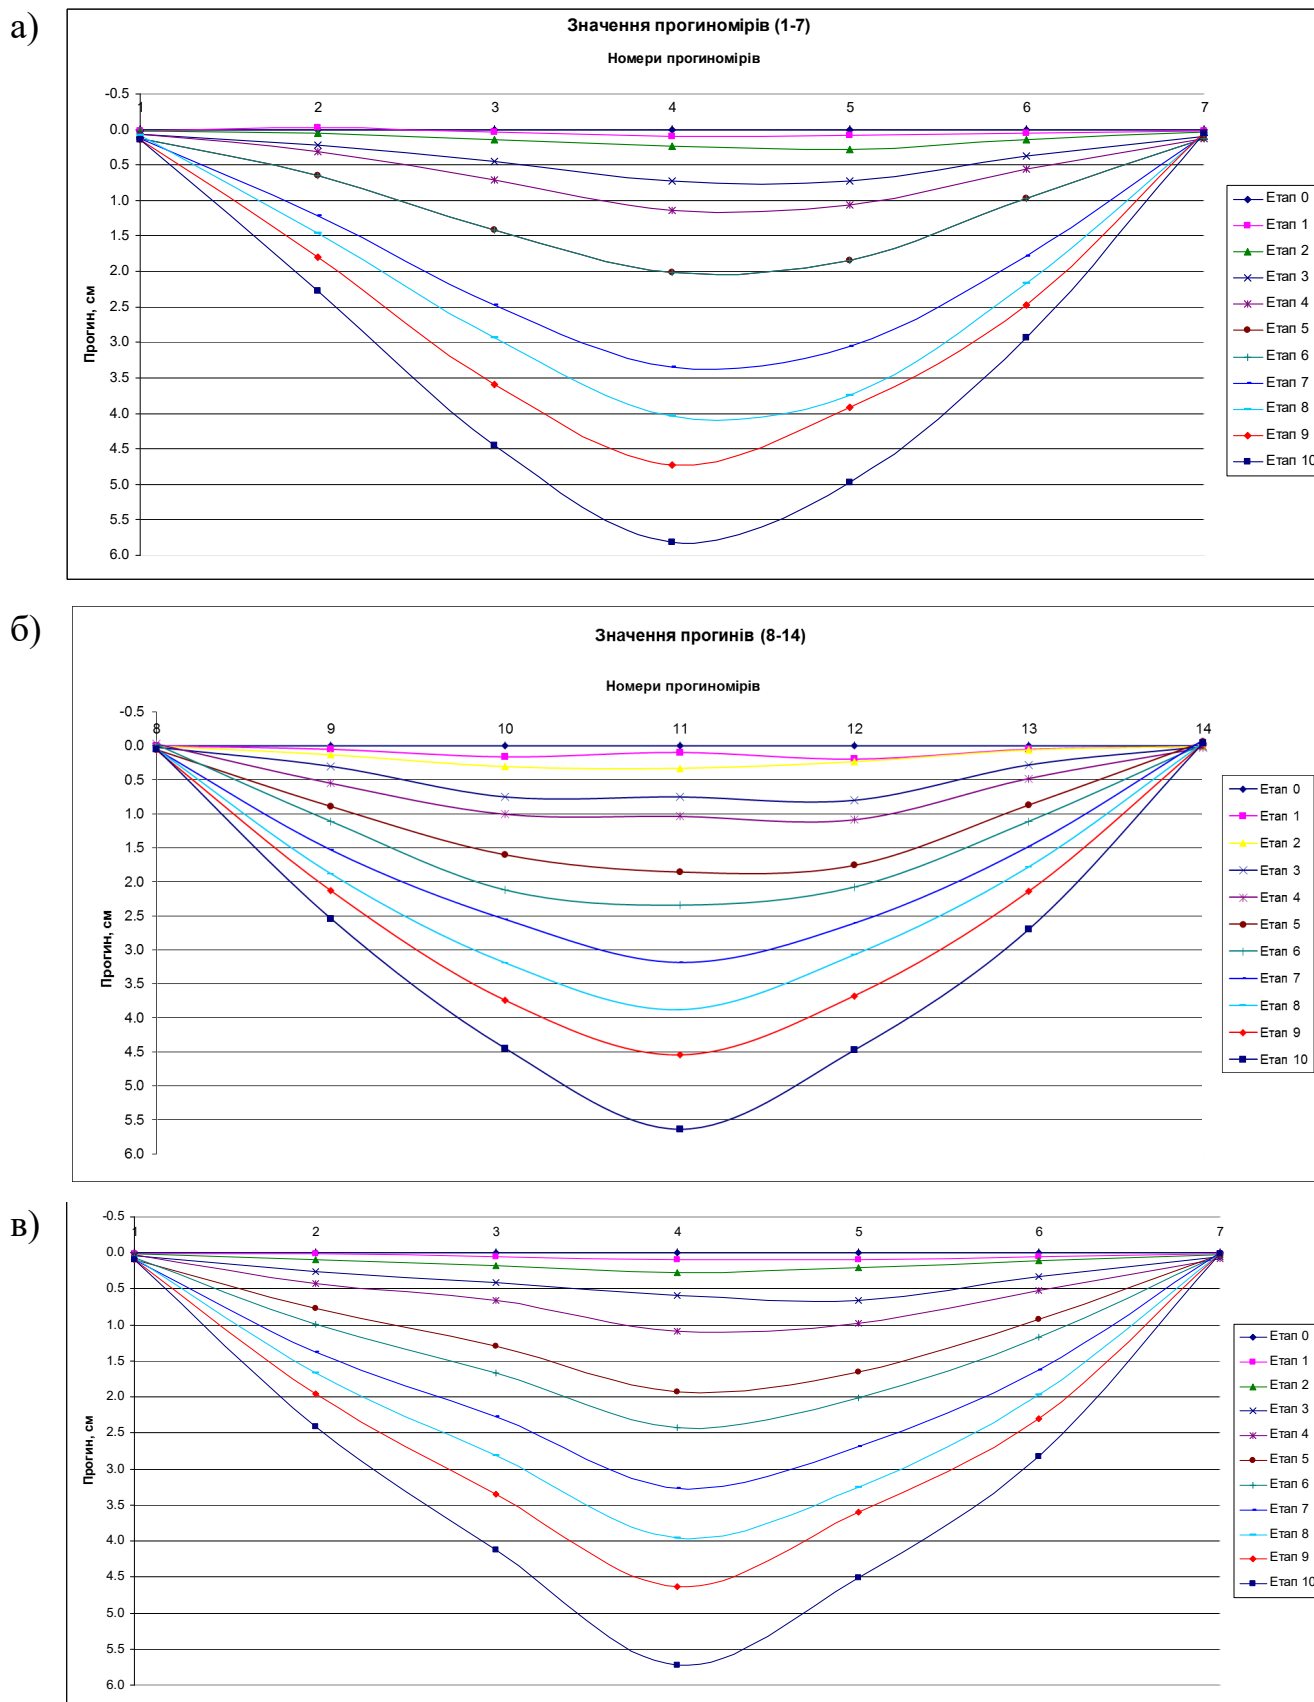 а)
Значення прогиномірів (1-7)
Номери прогиномірів
-0.5
1 2 3 4 5 6 7
0.0
0.5
1.0
1.5
2.0
2.5
3.0
3.5
4.0
4.5
5.0
5.5
6.0
Прогин, см
Етап 0
Етап 1
Етап 2
Етап 3
Етап 4
Етап 5
Етап 6
Етап 7
Етап 8
Етап 9
Етап 10
б)
Значення прогинів (8-14)
Номери прогиномірів
-0.5
8 9 10 11 12 13 14
0.0
0.5
1.0
1.5
2.0
2.5
3.0
3.5
4.0
4.5
5.0
5.5
6.0
Прогин, см
Етап 0
Етап 1
Етап 2
Етап 3
Етап 4
Етап 5
Етап 6
Етап 7
Етап 8
Етап 9
Етап 10
в)
-0.5
1 2 3 4 5 6 7
0.0
0.5
1.0
1.5
2.0
2.5
3.0
3.5
4.0
4.5
5.0
5.5
6.0
Прогин, см
Етап 0
Етап 1
Етап 2
Етап 3
Етап 4
Етап 5
Етап 6
Етап 7
Етап 8
Етап 9
Етап 10